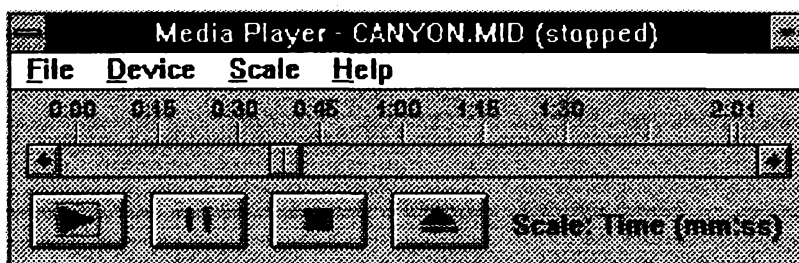 Media Player - CANYON.MID (stopped)
File Device Scale Help
0:00 0:15 0:30 0:45 1:00 1:15 1:30 2:01
Scale: Time (mm:ss)